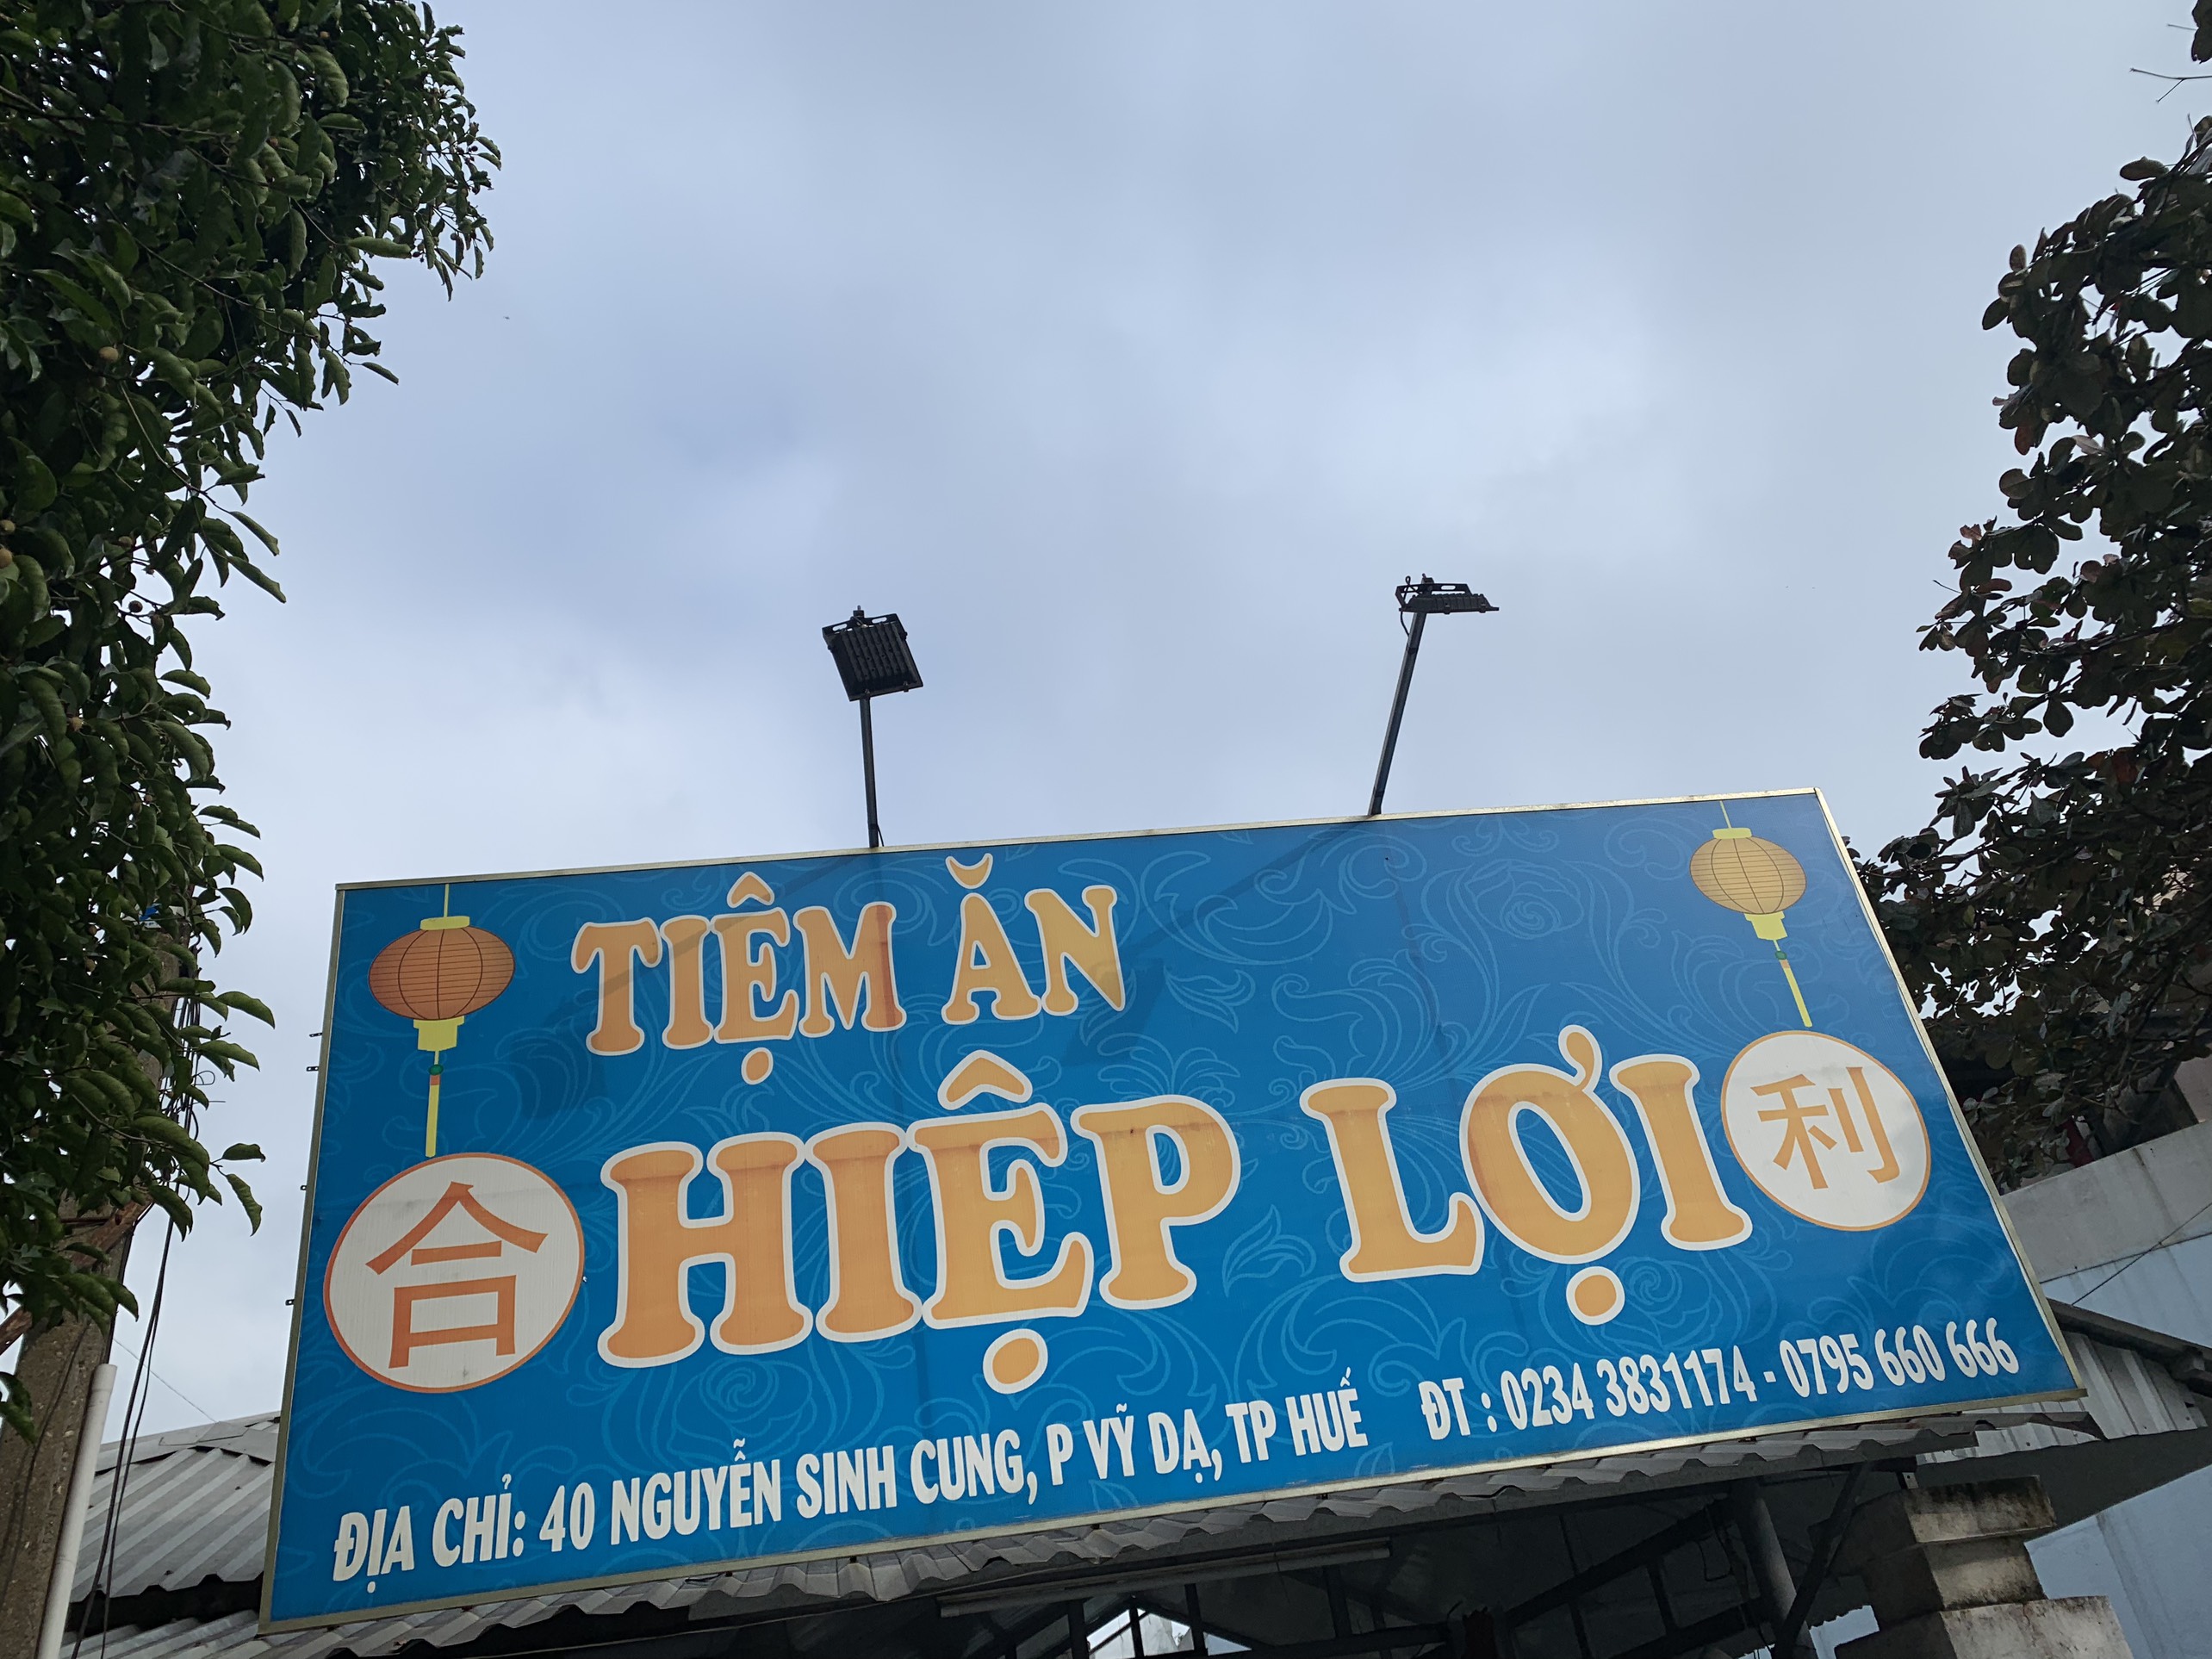 TIỆM ĂN
合 HIỆP LỢI 利
ĐỊA CHỈ: 40 NGUYỄN SINH CUNG, P VỸ DẠ, TP HUẾ ĐT : 0234 3831174 - 0795 660 666